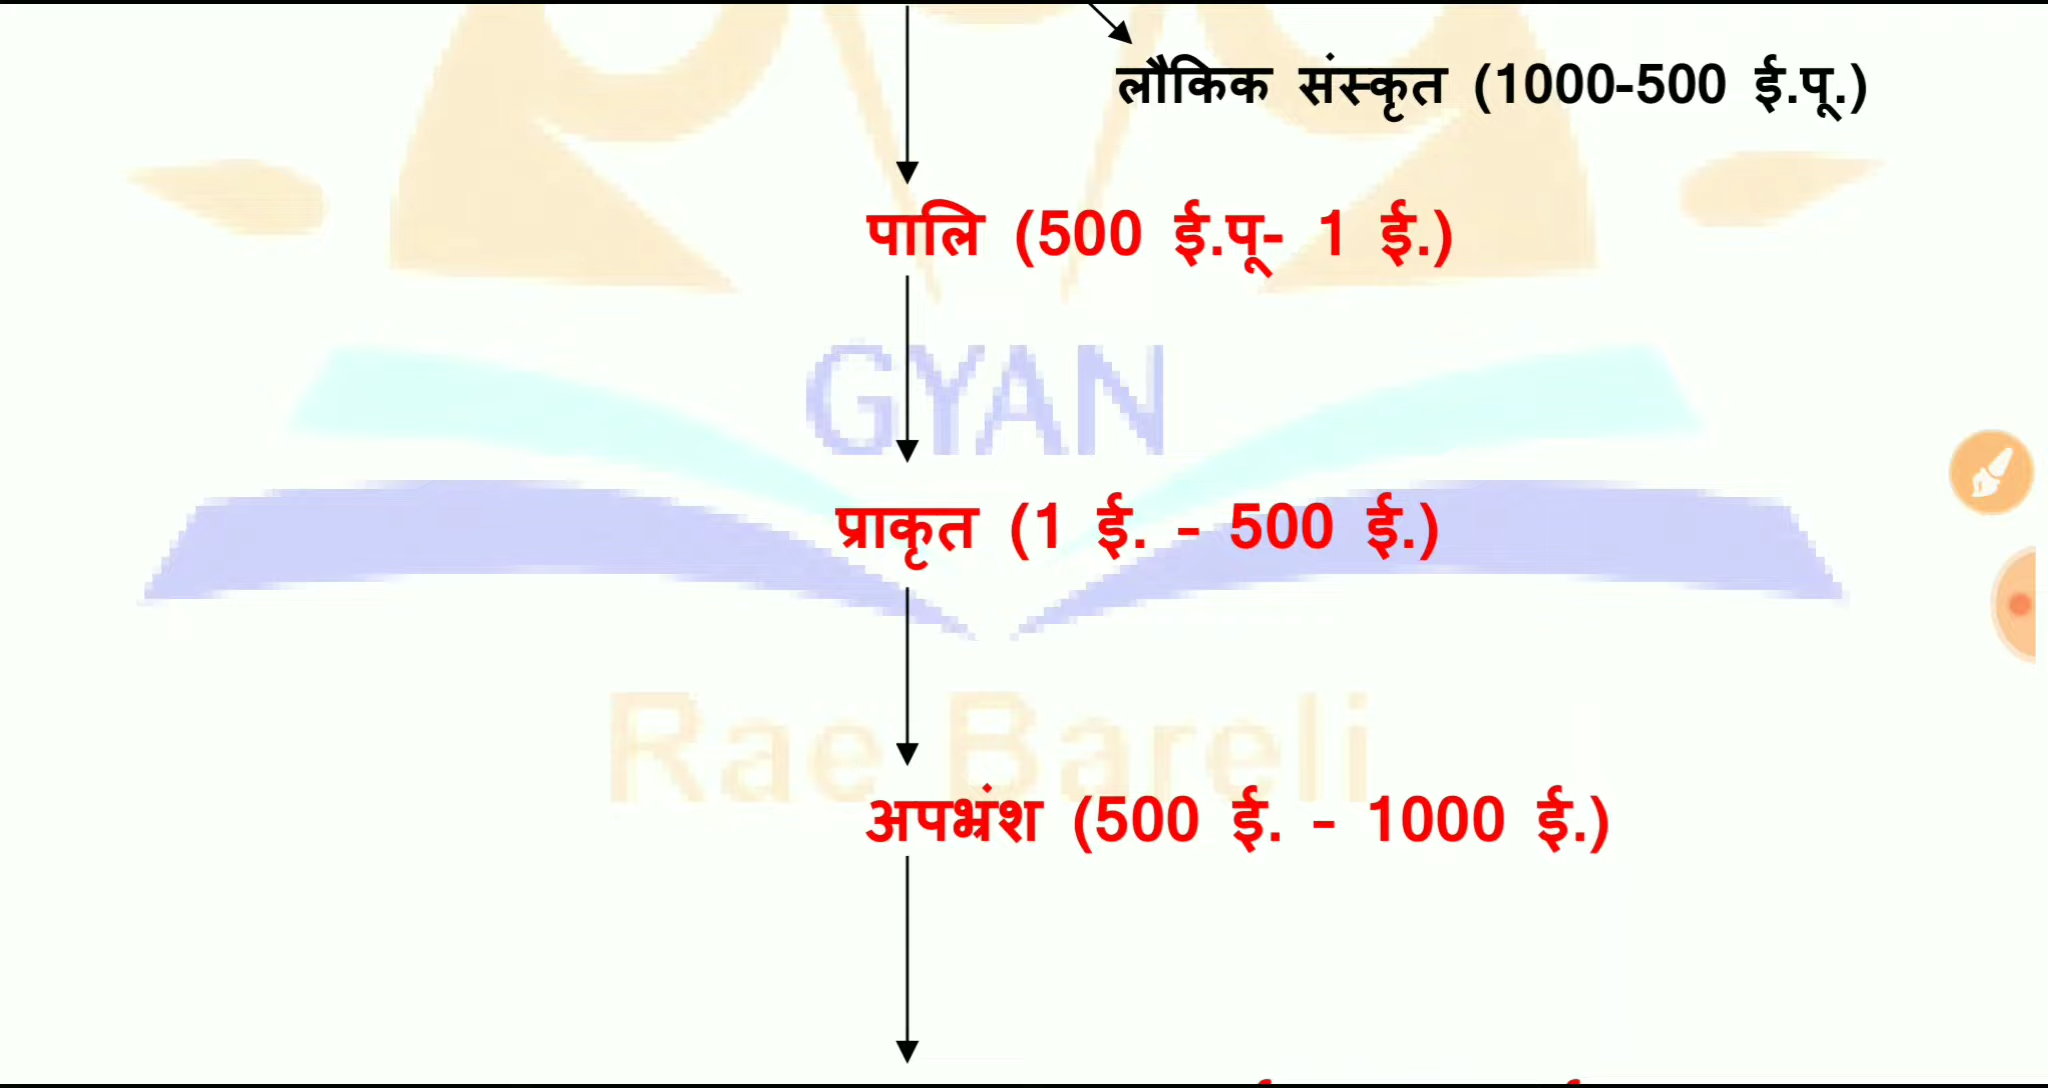 लौकिक संस्कृत (1000-500 ई.पू.)
पालि (500 ई.पू- 1 ई.)
GYAN
प्राकृत (1 ई. - 500 ई.)
Rae Bareli
अपभ्रंश (500 ई. - 1000 ई.)